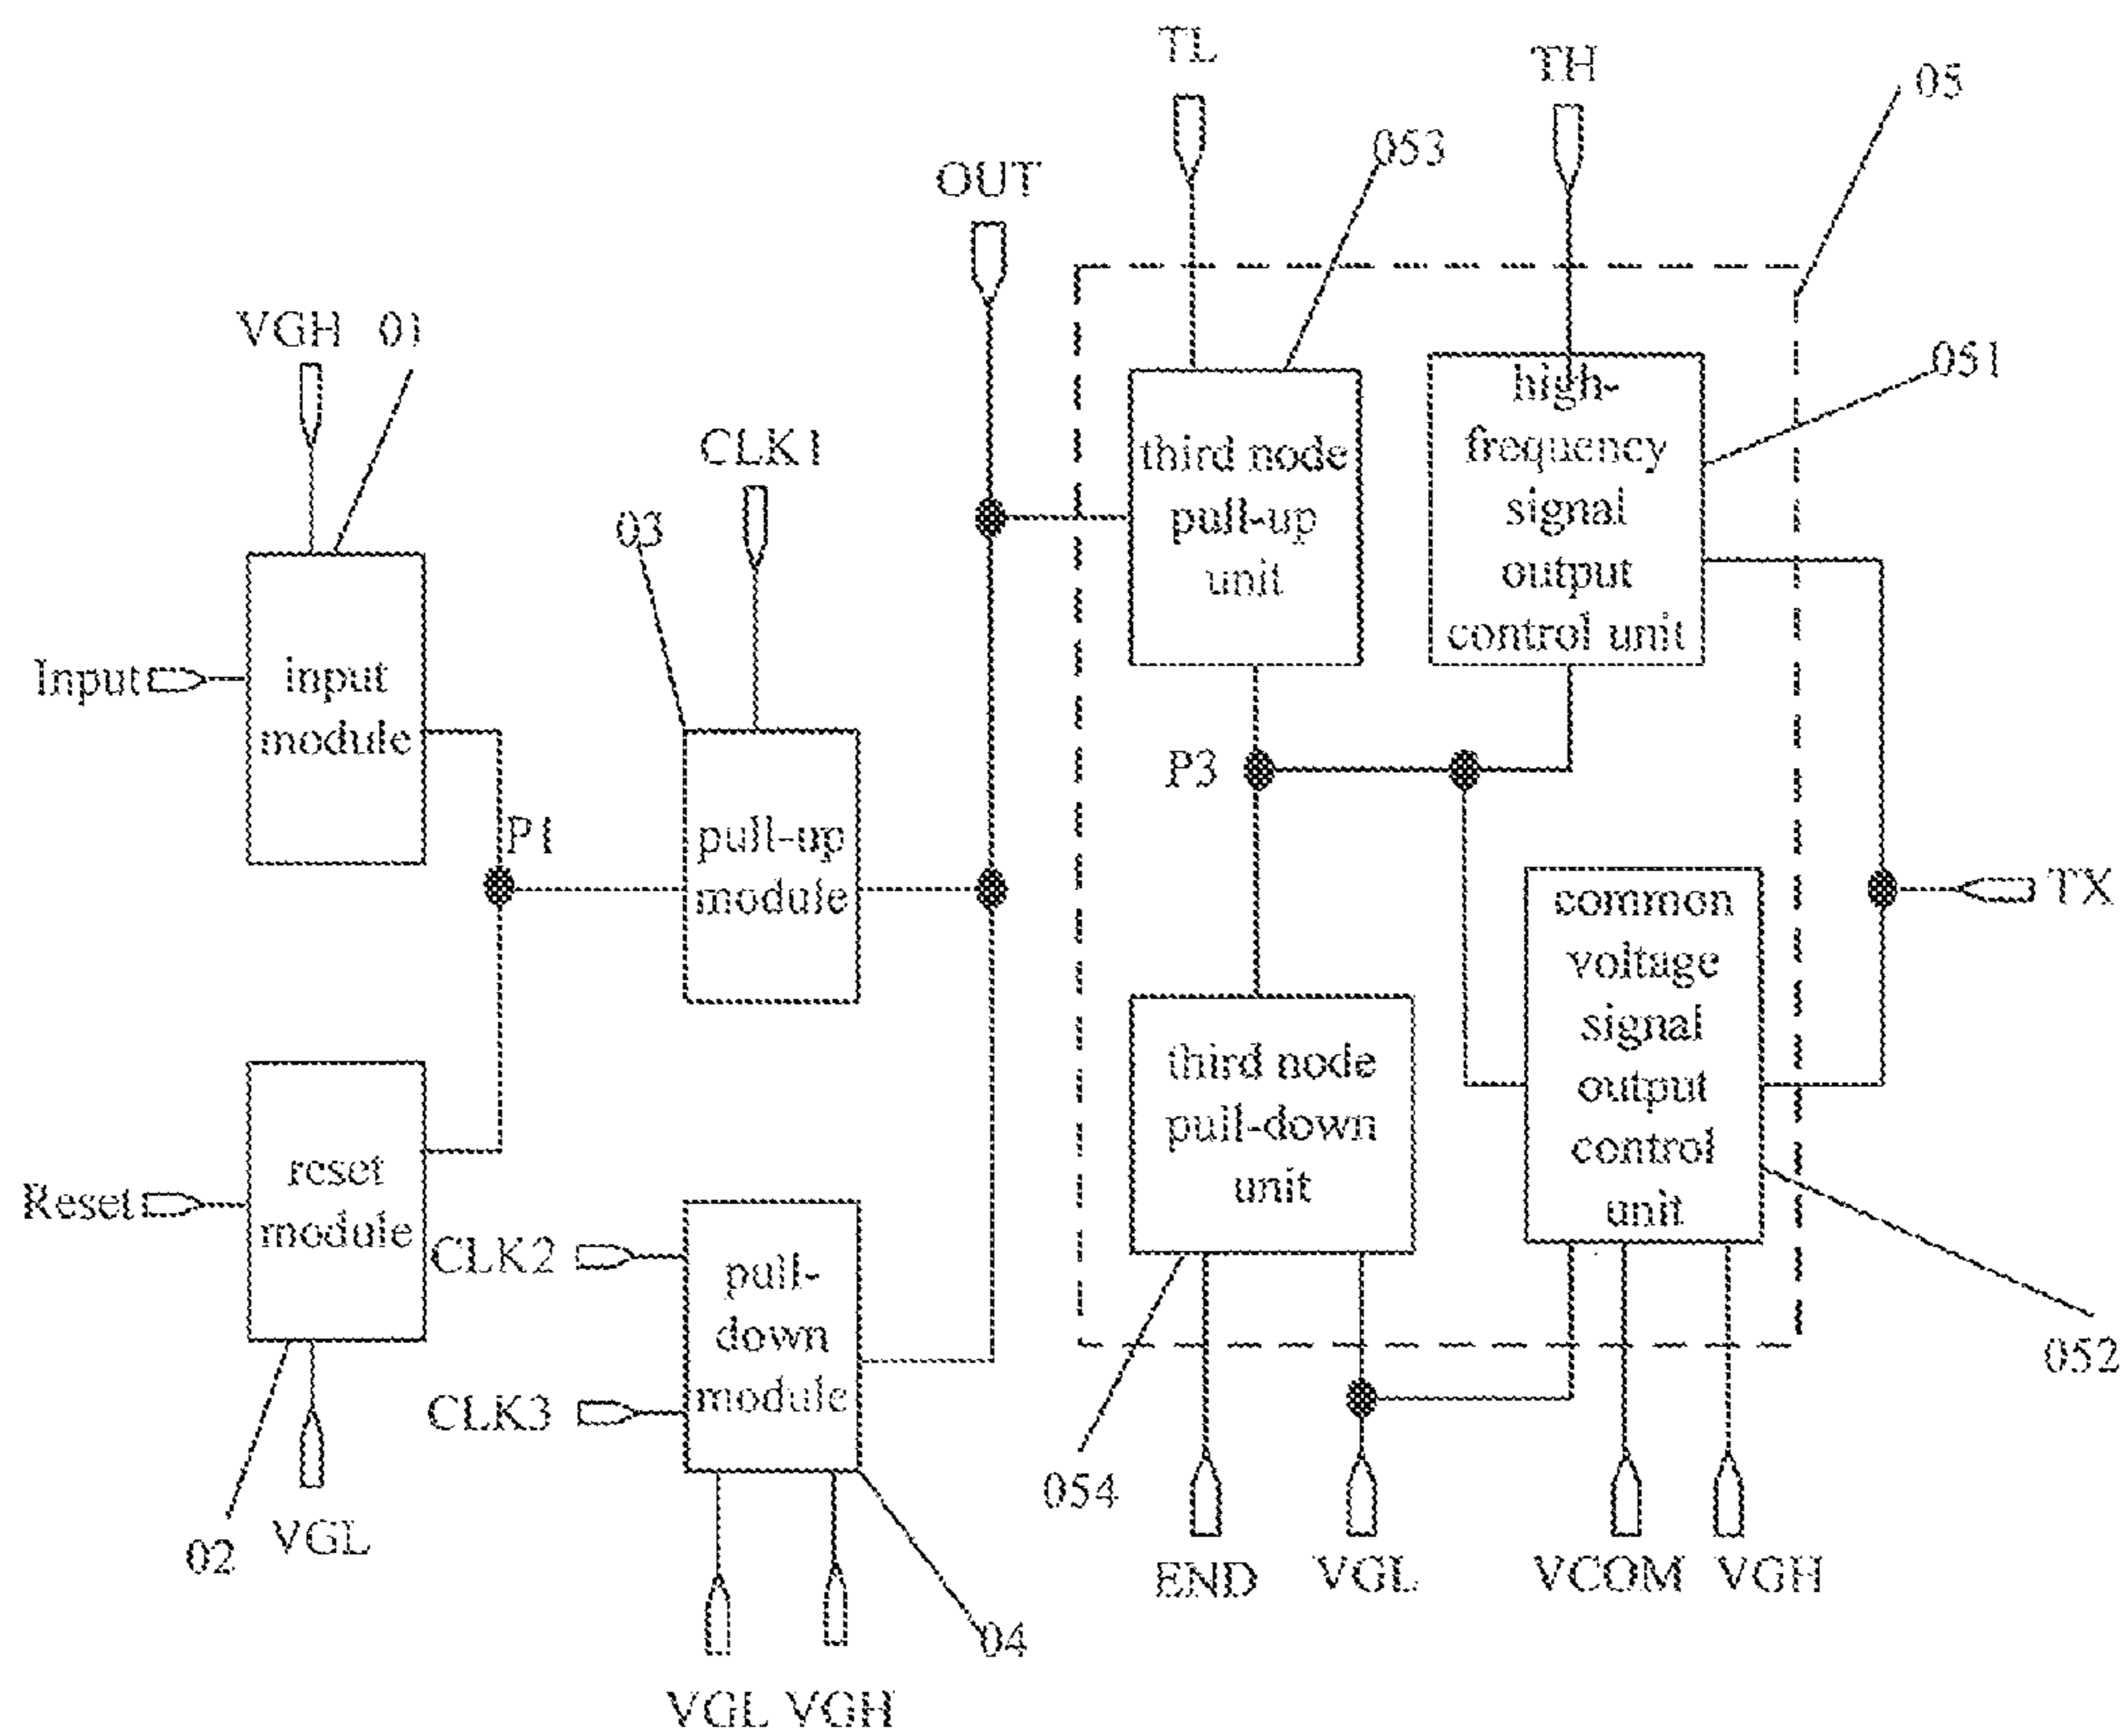 TL
TH
05
053
OUT
VGH 01
051
CLK1
03
third node
pull-up
unit
high-
frequency
signal
output
control unit
Input
input
module
P1
pull-up
module
P3
TX
common
voltage
signal
output
control
unit
third node
pull-down
unit
Reset
reset
module
CLK2
CLK3
pull-
down
module
052
054
02
VGL
END
VGL
VCOM
VGH
04
VGL
VGH